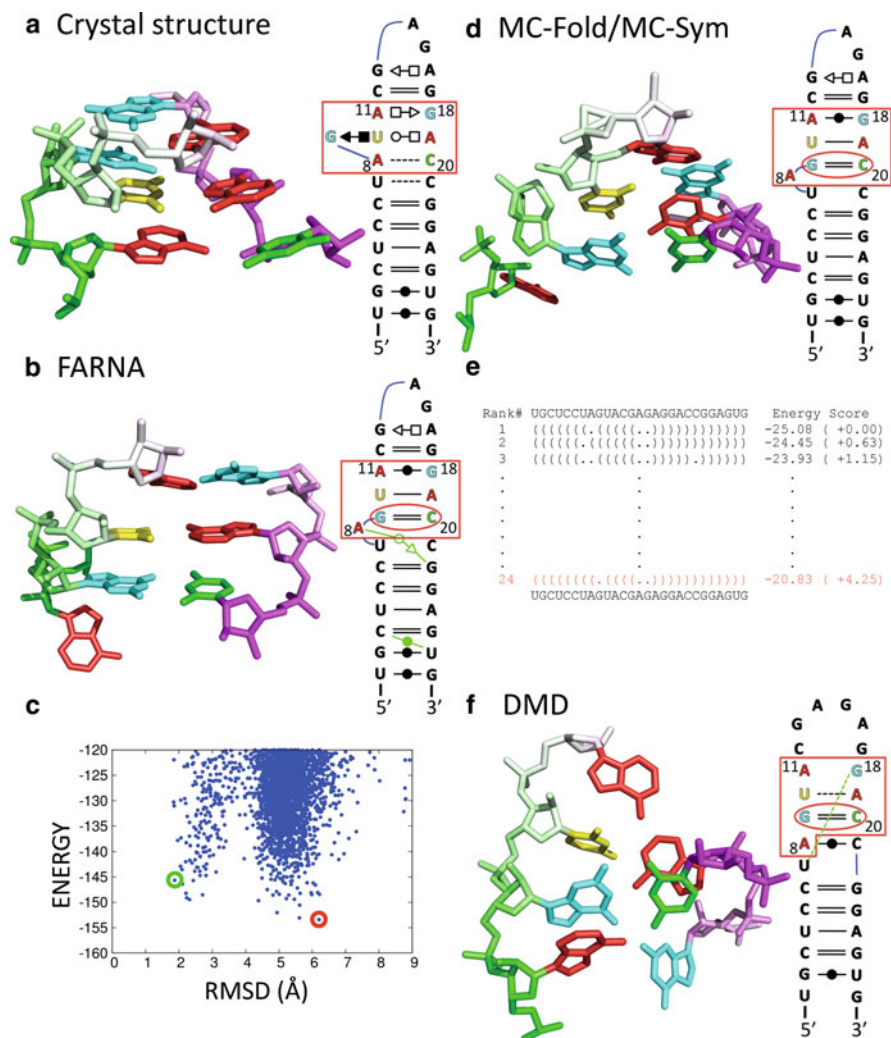 a Crystal structure
A
G
G A
C G
11 A G 18
G U A
A C
8 20
U C
C G
C G
U A
C G
G U
U G
5′ 3′
b FARNA
A
G
G A
C G
11 A G 18
U A
G C
8 A 20
U C
C G
C G
U A
C G
G U
U G
5′ 3′
c
ENERGY
-120
-125
-130
-135
-140
-145
-150
-155
-160
0 1 2 3 4 5 6 7 8 9
RMSD (Å)
d MC-Fold/MC-Sym
A
G
G A
C G
11 A G 18
U A
G C
8 A 20
U C
C G
C G
U A
C G
G U
U G
5′ 3′
e
Rank# UGCUCCUAGUACGAGAGGACCGGAGUG Energy Score
1 (((((((.(((((..)))))))))))) -25.08 ( +0.00)
2 ((((((..(((((..))))).)))))) -24.45 ( +0.63)
3 (((((((.(((((..)))))).))))) -23.93 ( +1.15)
24 ((((((((.((((..)))))))))))) -20.83 ( +4.25)
UGCUCCUAGUACGAGAGGACCGGAGUG
f DMD
A G
G A
C G
11 A G 18
U A
G C 20
8 A C
U
C G
C G
U A
C G
G U
U G
5′ 3′